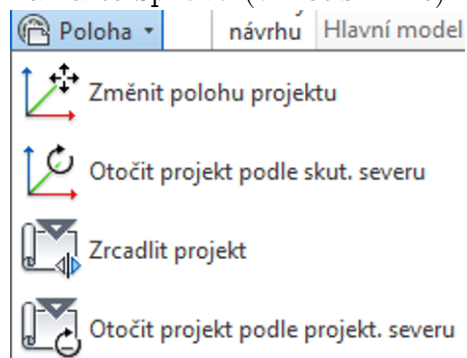 Poloha návrhu Hlavní model
Změnit polohu projektu
Otočit projekt podle skut. severu
Zrcadlit projekt
Otočit projekt podle projekt. severu